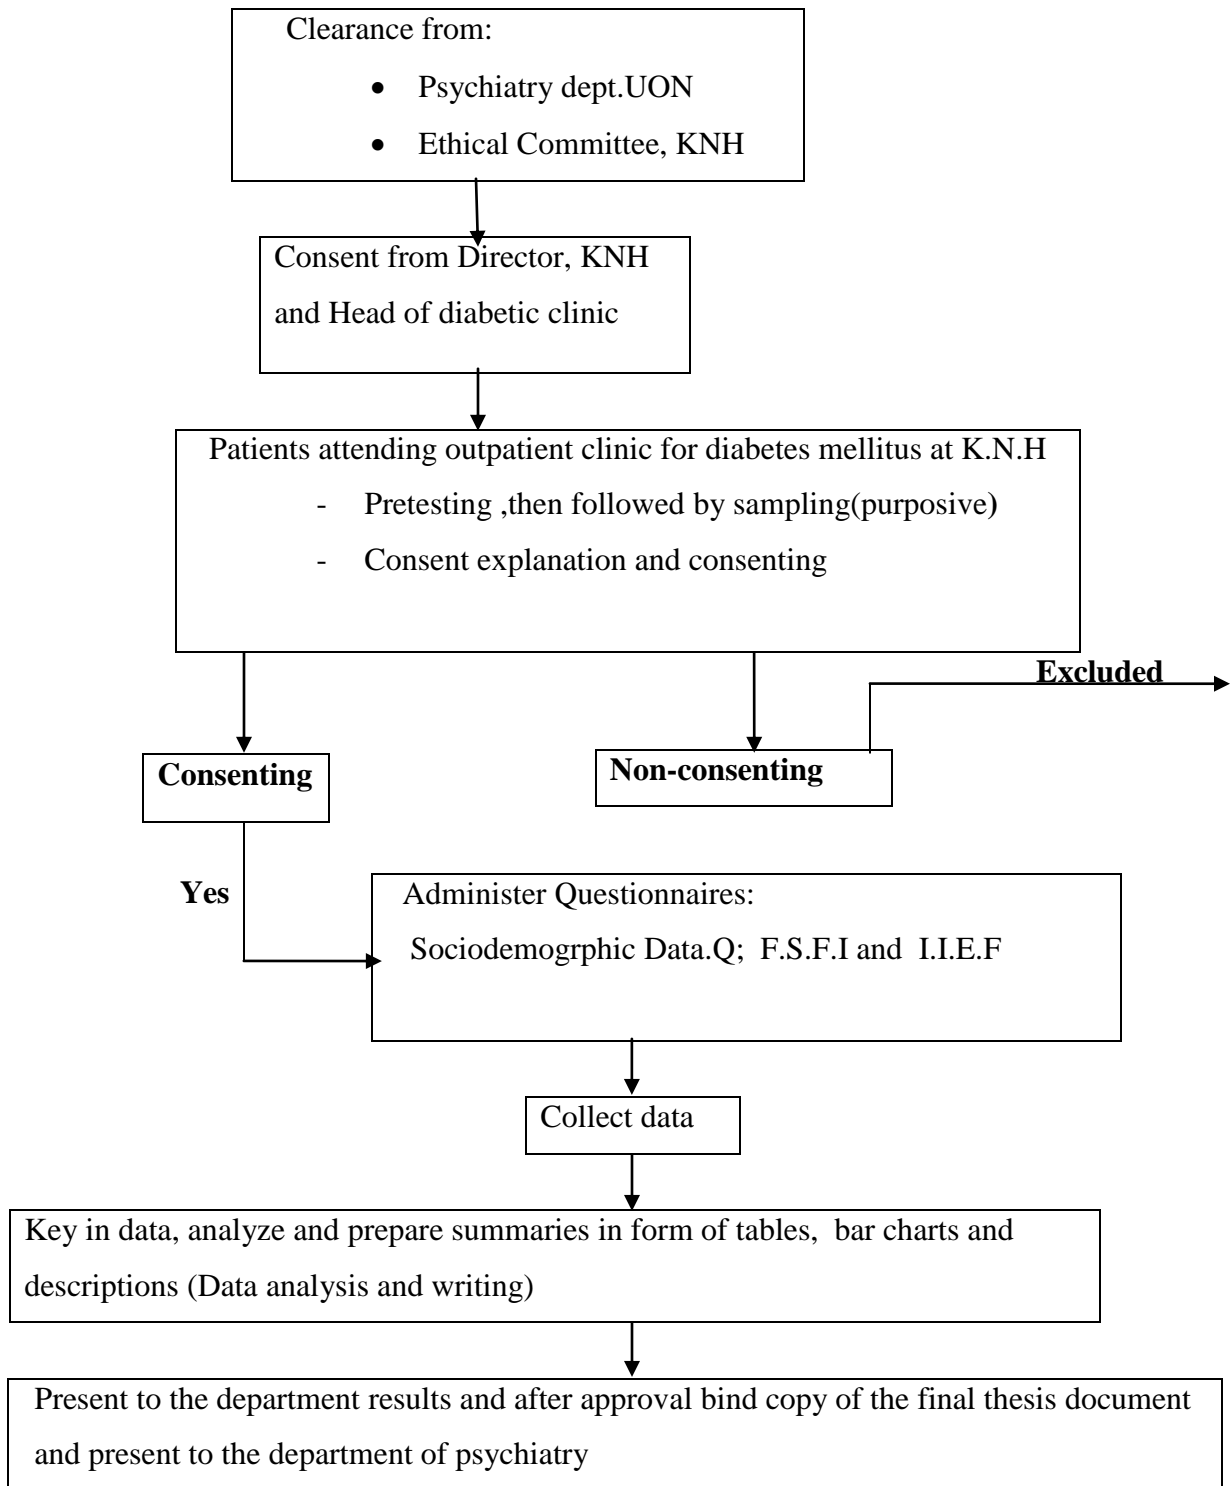 Clearance from:
• Psychiatry dept.UON
• Ethical Committee, KNH
Consent from Director, KNH
and Head of diabetic clinic
Patients attending outpatient clinic for diabetes mellitus at K.N.H
- Pretesting ,then followed by sampling(purposive)
- Consent explanation and consenting
Excluded
Consenting
Non-consenting
Yes
Administer Questionnaires:
Sociodemogrphic Data.Q; F.S.F.I and I.I.E.F
Collect data
Key in data, analyze and prepare summaries in form of tables, bar charts and
descriptions (Data analysis and writing)
Present to the department results and after approval bind copy of the final thesis document
and present to the department of psychiatry